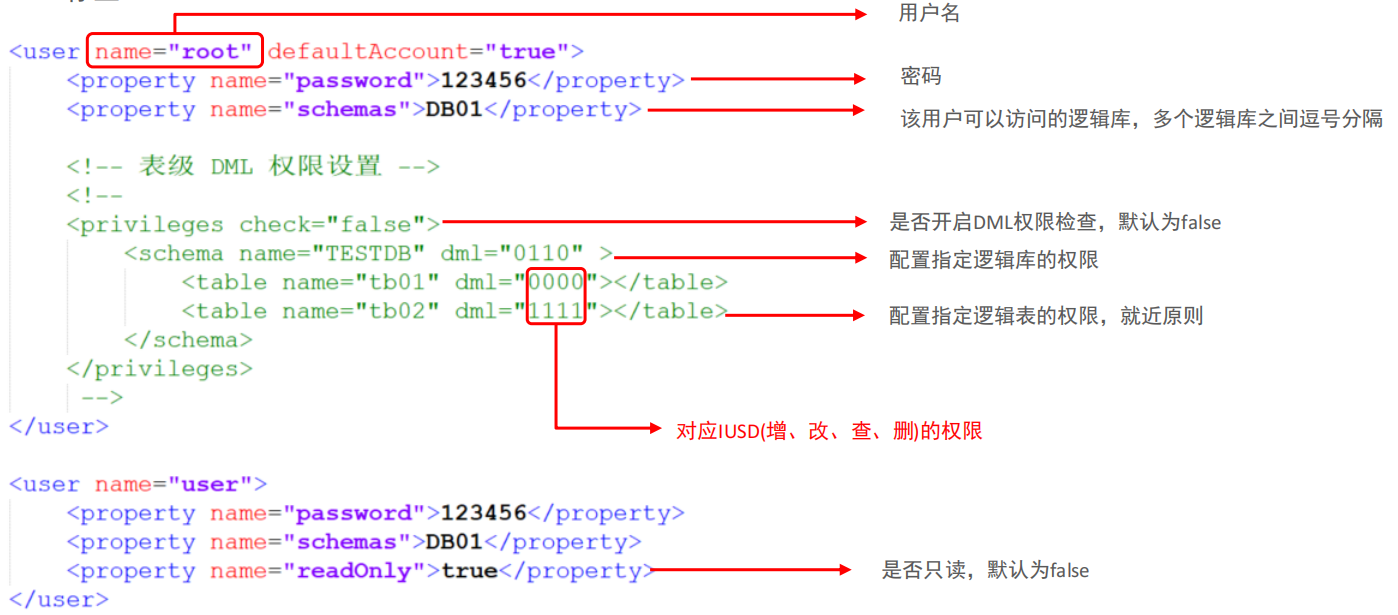 用户名
<user name="root" defaultAccount="true">
<property name="password">123456</property>
密码
<property name="schemas">DB01</property>
该用户可以访问的逻辑库，多个逻辑库之间逗号分隔
<!-- 表级 DML 权限设置 -->
<!--
<privileges check="false">
是否开启DML权限检查，默认为false
<schema name="TESTDB" dml="0110" >
配置指定逻辑库的权限
<table name="tb01" dml="0000"></table>
<table name="tb02" dml="1111"></table>
配置指定逻辑表的权限，就近原则
</schema>
</privileges>
-->
</user>
对应IUSD(增、改、查、删)的权限
<user name="user">
<property name="password">123456</property>
<property name="schemas">DB01</property>
<property name="readOnly">true</property>
是否只读，默认为false
</user>